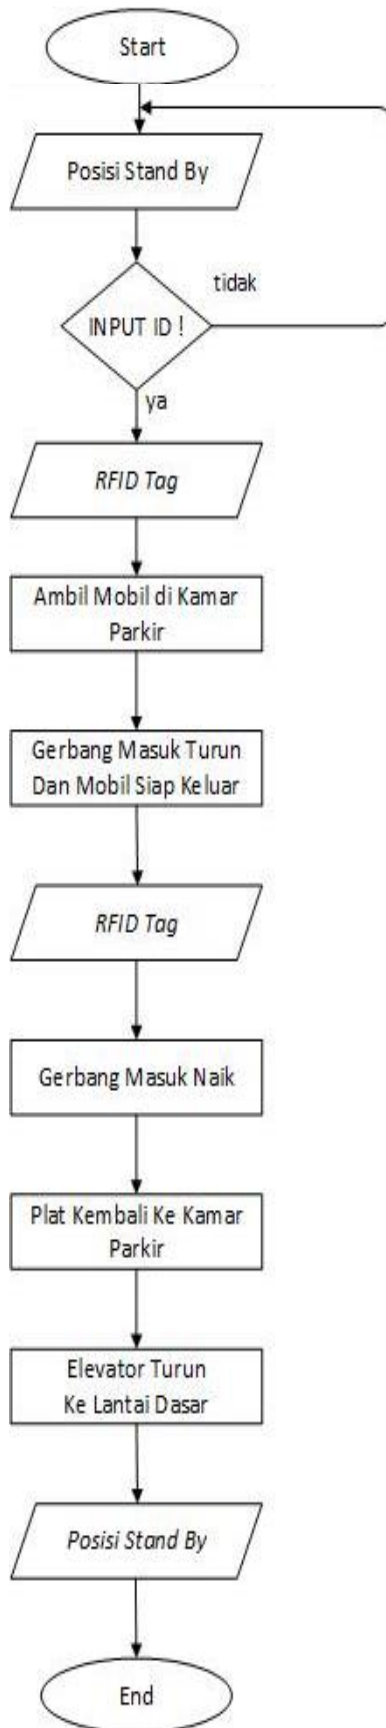 Start
Posisi Stand By
tidak
INPUT ID !
ya
RFID Tag
Ambil Mobil di Kamar
Parkir
Gerbang Masuk Turun
Dan Mobil Siap Keluar
RFID Tag
Gerbang Masuk Naik
Plat Kembali Ke Kamar
Parkir
Elevator Turun
Ke Lantai Dasar
Posisi Stand By
End